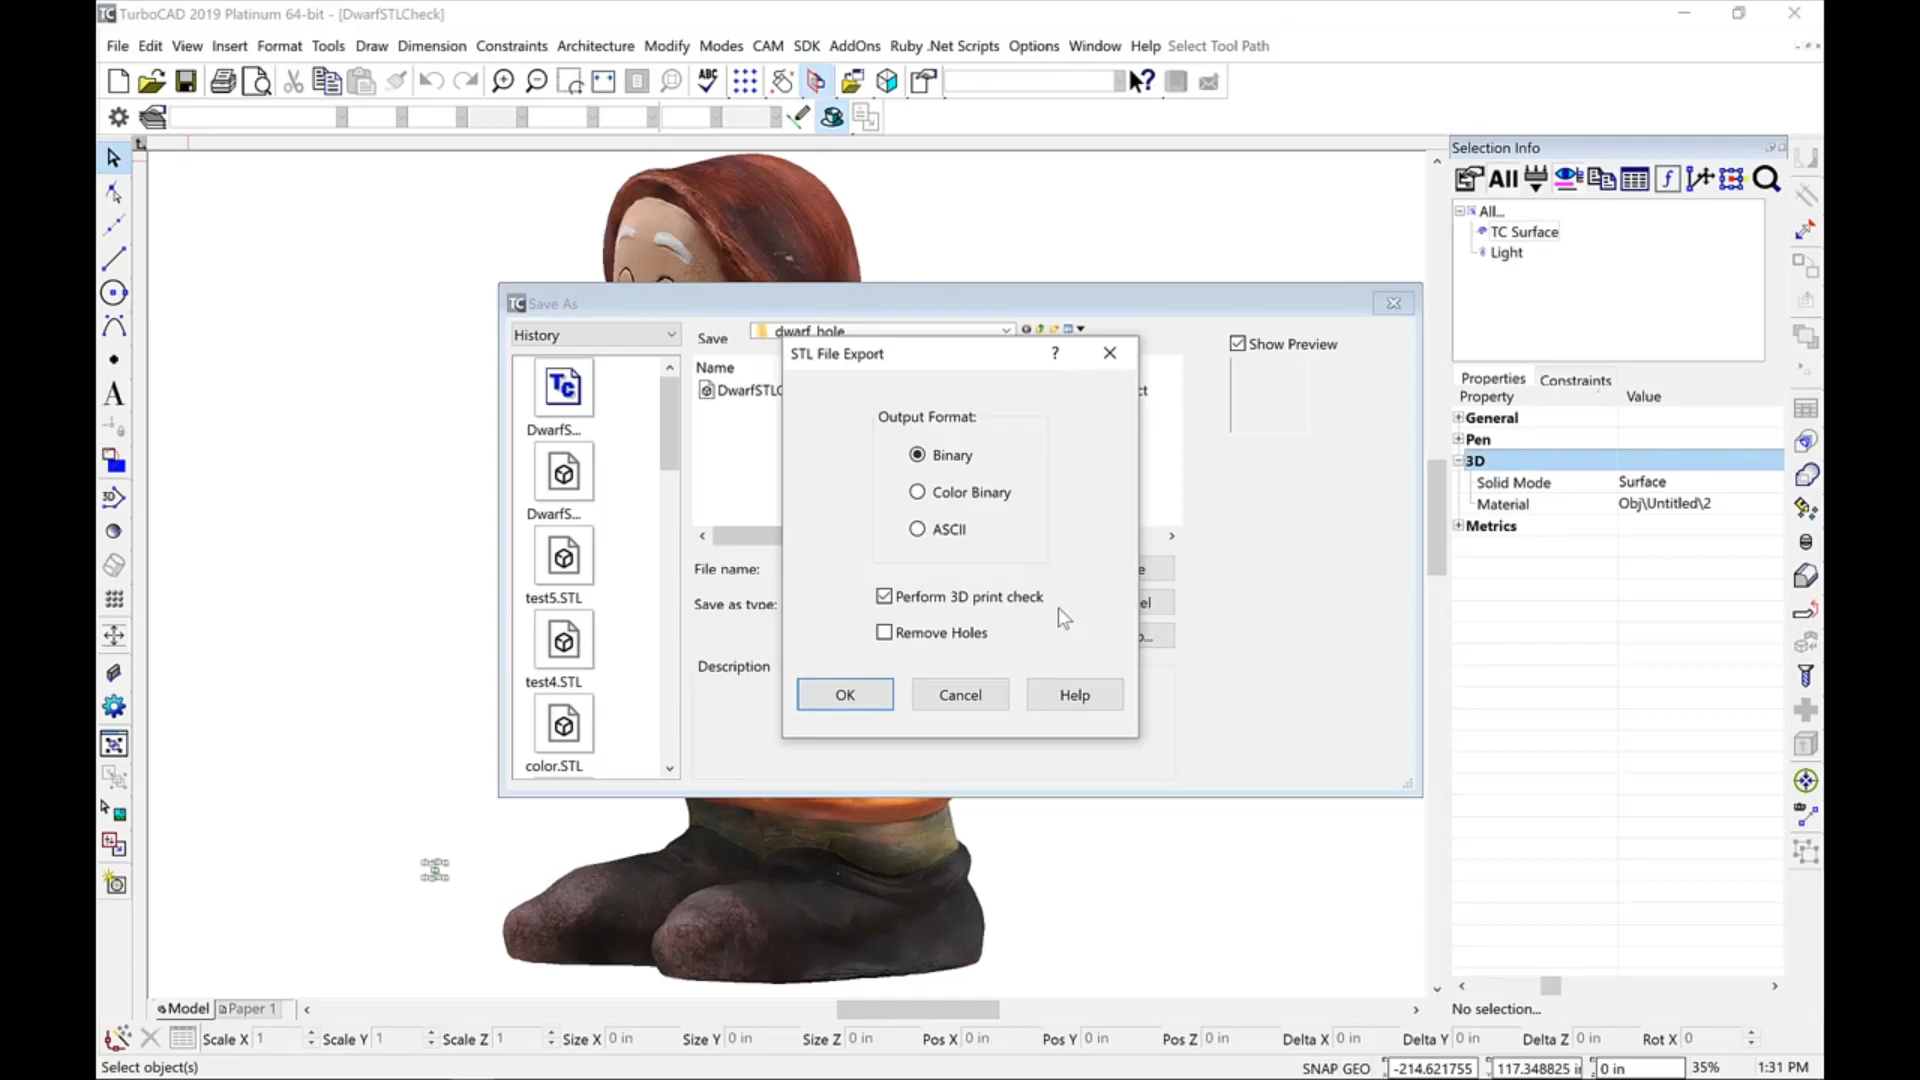 TC TurboCAD 2019 Platinum 64-bit - [DwarfSTLCheck]
File Edit View Insert Format Tools Draw Dimension Constraints Architecture Modify Modes CAM SDK AddOns Ruby .Net Scripts Options Window Help Select Tool Path
ABC
Selection Info
All
All...
TC Surface
Light
TC Save As
History
Save
dwarf_hole
Show Preview
STL File Export
?
Name
DwarfSTLC
ct
DwarfS...
DwarfS...
test5.STL
test4.STL
color.STL
Output Format:
Binary
Color Binary
ASCII
File name:
e
Save as type:
el
Perform 3D print check
Remove Holes
Description
OK Cancel Help
Properties Constraints
Property Value
General
Pen
3D
Solid Mode Surface
Material Obj\Untitled\2
Metrics
A
3D
Model Paper 1
No selection...
Scale X 1 Scale Y 1 Scale Z 1 Size X 0 in Size Y 0 in Size Z 0 in Pos X 0 in Pos Y 0 in Pos Z 0 in Delta X 0 in Delta Y 0 in Delta Z 0 in Rot X 0
Select object(s)
SNAP GEO -214.621755 117.348825 i 0 in 35% 1:31 PM